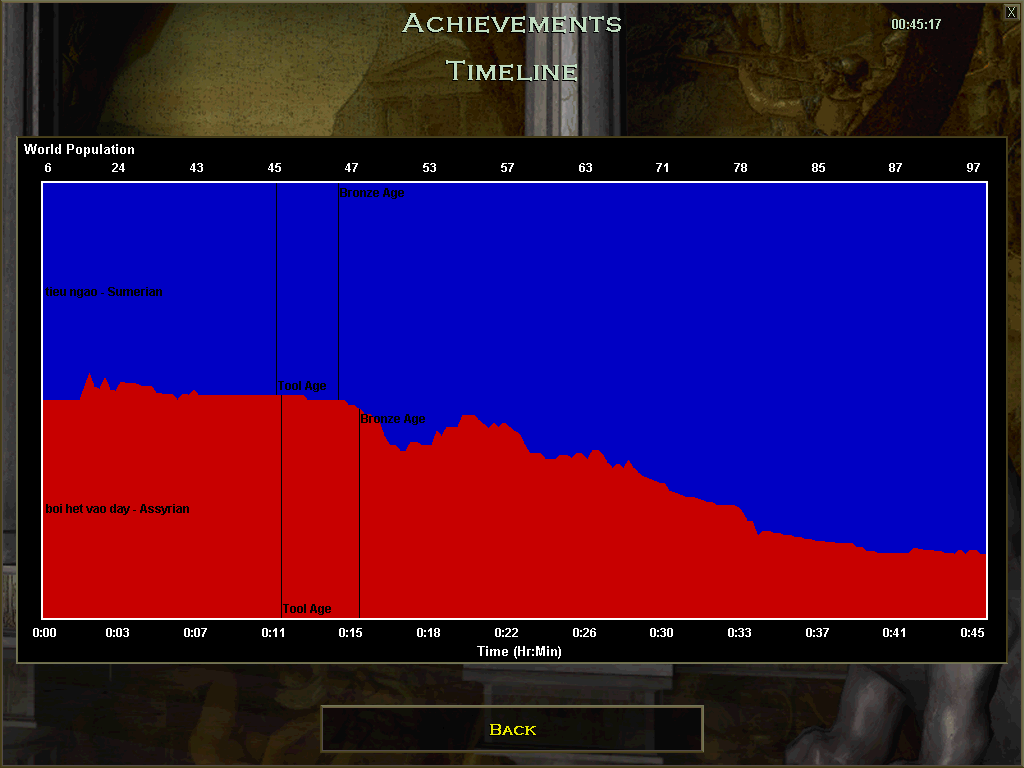 Achievements
00:45:17
X
Timeline
World Population
6 24 43 45 47 53 57 63 71 78 85 87 97
Bronze Age
- Sumerian
Tool Age
Bronze Age
boi het vao day - Assyrian
Tool Age
0:00 0:03 0:07 0:11 0:15 0:18 0:22 0:26 0:30 0:33 0:37 0:41 0:45
Time (Hr:Min)
Back